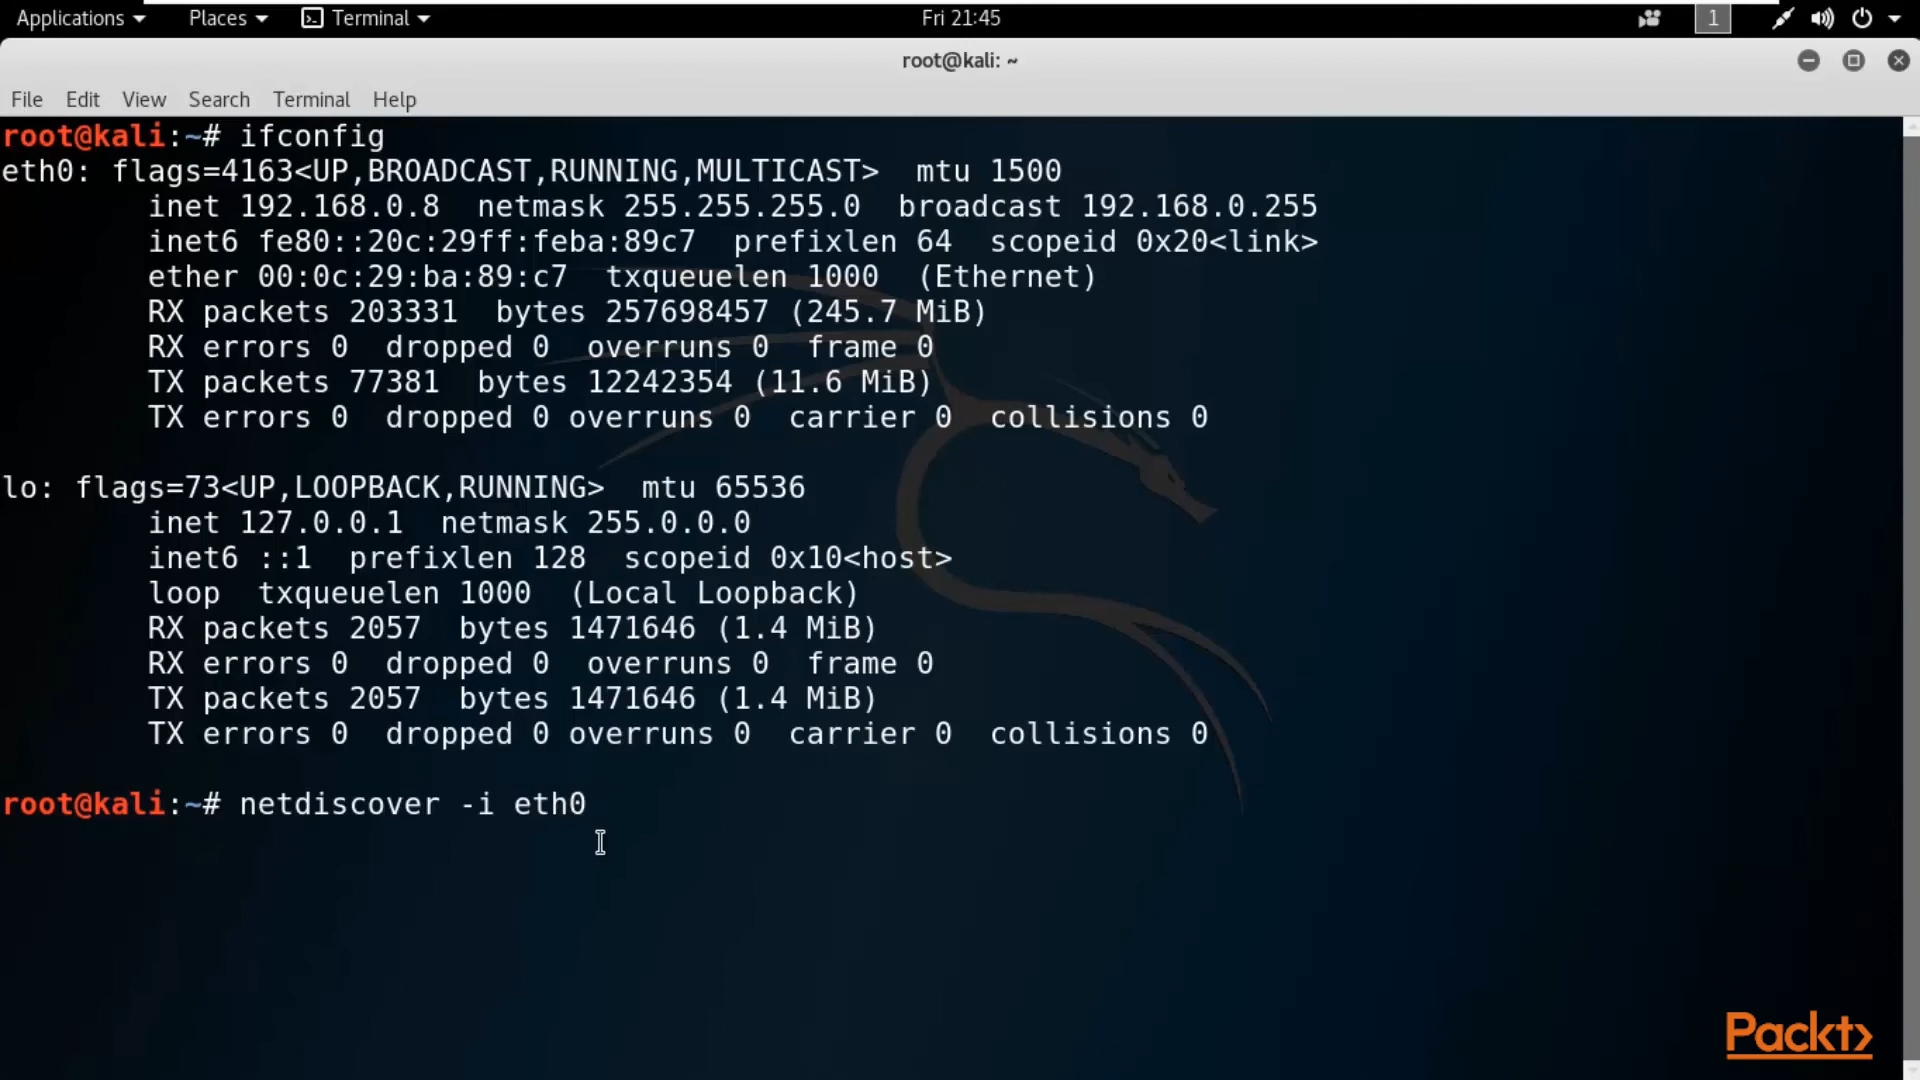 Applications Places Terminal Fri 21:45 1
root@kali: ~
File Edit View Search Terminal Help
root@kali:~# ifconfig
eth0: flags=4163<UP,BROADCAST,RUNNING,MULTICAST>  mtu 1500
        inet 192.168.0.8  netmask 255.255.255.0  broadcast 192.168.0.255
        inet6 fe80::20c:29ff:feba:89c7  prefixlen 64  scopeid 0x20<link>
        ether 00:0c:29:ba:89:c7  txqueuelen 1000  (Ethernet)
        RX packets 203331  bytes 257698457 (245.7 MiB)
        RX errors 0  dropped 0  overruns 0  frame 0
        TX packets 77381  bytes 12242354 (11.6 MiB)
        TX errors 0  dropped 0 overruns 0  carrier 0  collisions 0
lo: flags=73<UP,LOOPBACK,RUNNING>  mtu 65536
        inet 127.0.0.1  netmask 255.0.0.0
        inet6 ::1  prefixlen 128  scopeid 0x10<host>
        loop  txqueuelen 1000  (Local Loopback)
        RX packets 2057  bytes 1471646 (1.4 MiB)
        RX errors 0  dropped 0  overruns 0  frame 0
        TX packets 2057  bytes 1471646 (1.4 MiB)
        TX errors 0  dropped 0 overruns 0  carrier 0  collisions 0
root@kali:~# netdiscover -i eth0
Packt>